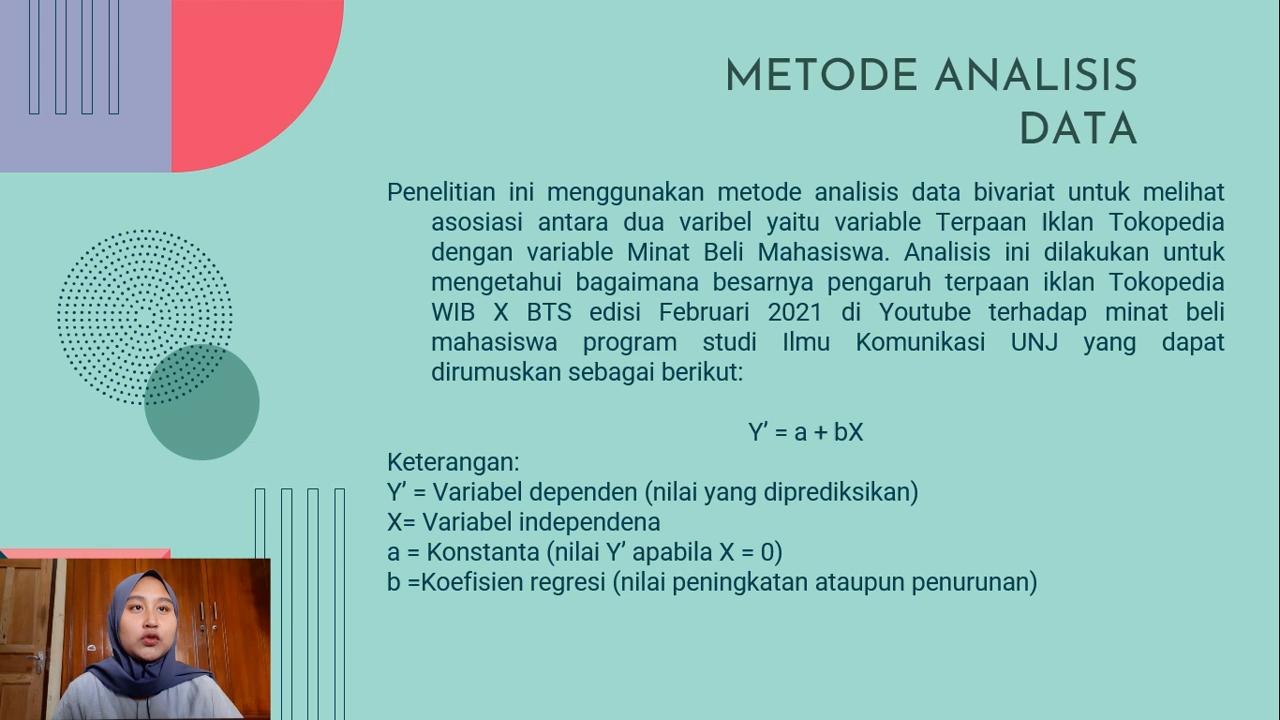 METODE ANALISIS
DATA
Penelitian ini menggunakan metode analisis data bivariat untuk melihat
asosiasi antara dua varibel yaitu variable Terpaan Iklan Tokopedia
dengan variable Minat Beli Mahasiswa. Analisis ini dilakukan untuk
mengetahui bagaimana besarnya pengaruh terpaan iklan Tokopedia
WIB X BTS edisi Februari 2021 di Youtube terhadap minat beli
mahasiswa program studi Ilmu Komunikasi UNJ yang dapat
dirumuskan sebagai berikut:
Y’ = a + bX
Keterangan:
Y’ = Variabel dependen (nilai yang diprediksikan)
X= Variabel independena
a = Konstanta (nilai Y’ apabila X = 0)
b =Koefisien regresi (nilai peningkatan ataupun penurunan)